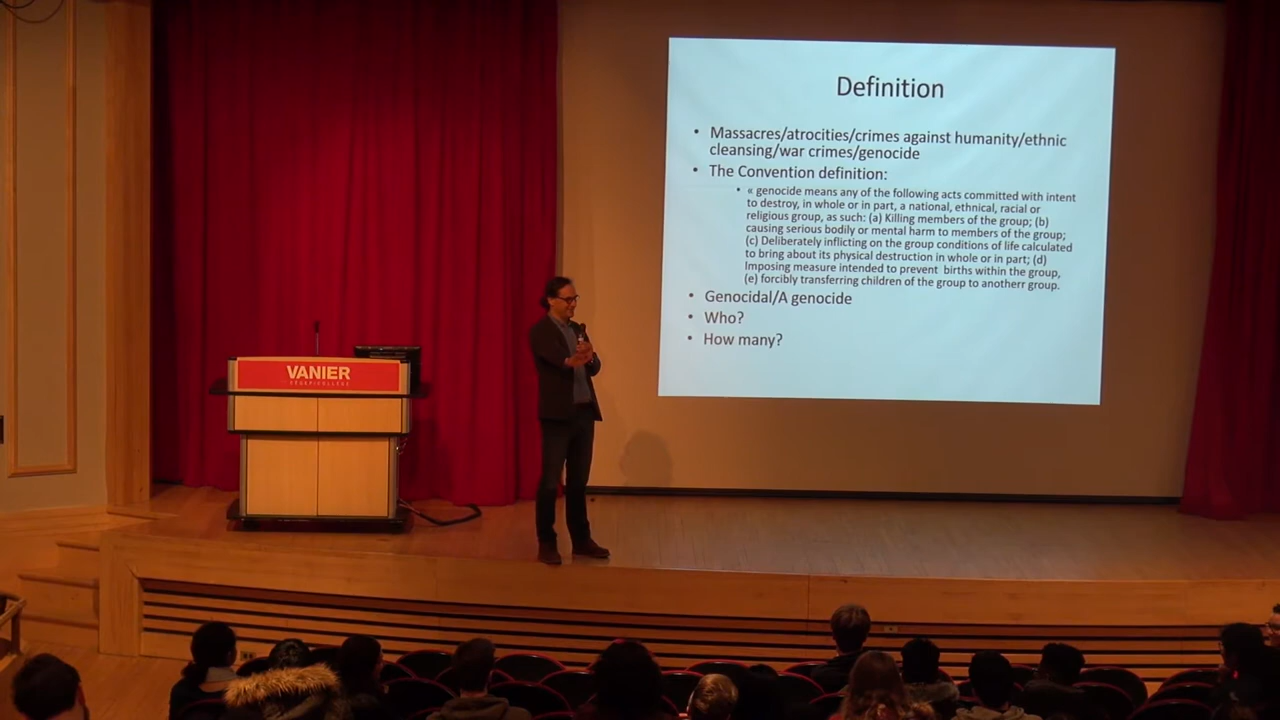 Definition
• Massacres/atrocities/crimes against humanity/ethnic
cleansing/war crimes/genocide
• The Convention definition:
• « genocide means any of the following acts committed with intent
to destroy, in whole or in part, a national, ethnical, racial or
religious group, as such: (a) Killing members of the group; (b)
causing serious bodily or mental harm to members of the group;
(c) Deliberately inflicting on the group conditions of life calculated
to bring about its physical destruction in whole or in part; (d)
Imposing measure intended to prevent births within the group,
(e) forcibly transferring children of the group to anotherr group.
• Genocidal/A genocide
• Who?
• How many?
VANIER